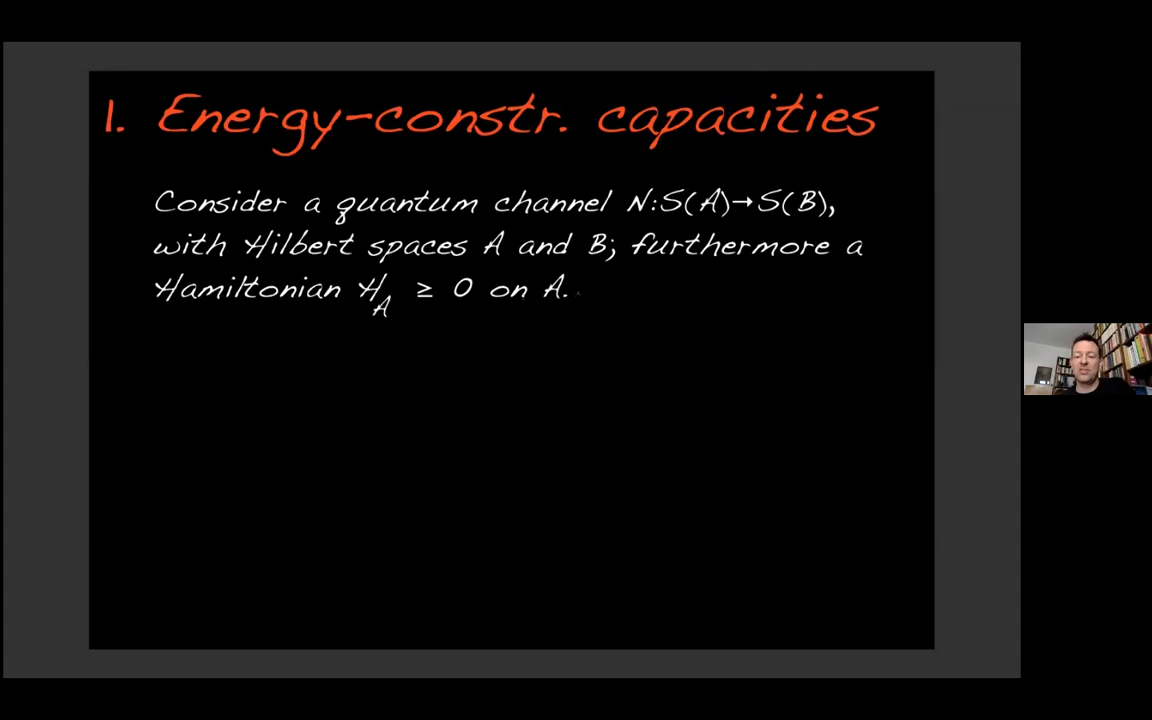 1. Energy-constr. capacities
Consider a quantum channel N:S(A)→S(B),
with Hilbert spaces A and B; furthermore a
Hamiltonian H_A ≥ 0 on A.